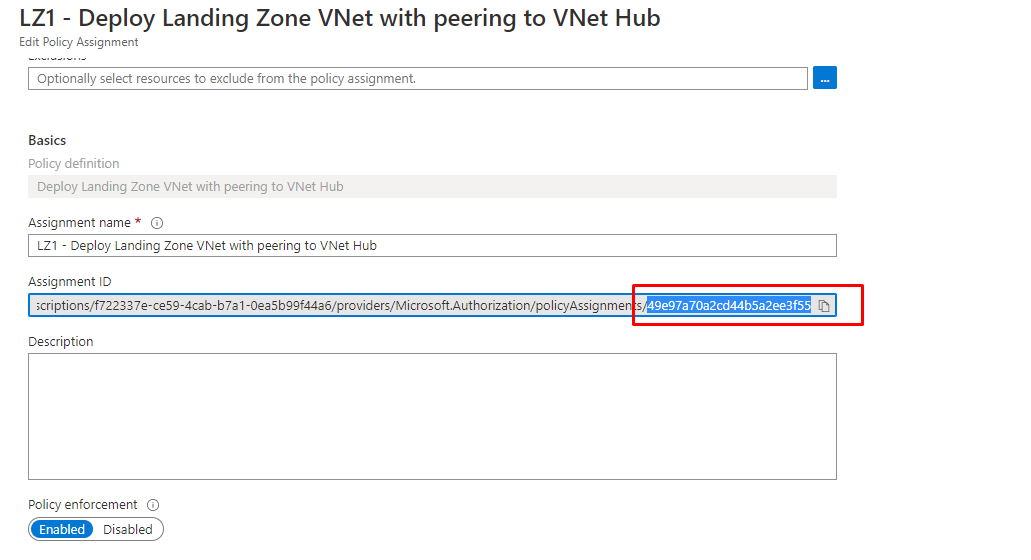 LZ1 - Deploy Landing Zone VNet with peering to VNet Hub
Edit Policy Assignment
Exclusions
Optionally select resources to exclude from the policy assignment.
...
Basics
Policy definition
Deploy Landing Zone VNet with peering to VNet Hub
Assignment name *
LZ1 - Deploy Landing Zone VNet with peering to VNet Hub
Assignment ID
scriptions/f722337e-ce59-4cab-b7a1-0ea5b99f44a6/providers/Microsoft.Authorization/policyAssignments/49e97a70a2cd44b5a2ee3f55
Description
Policy enforcement
Enabled Disabled